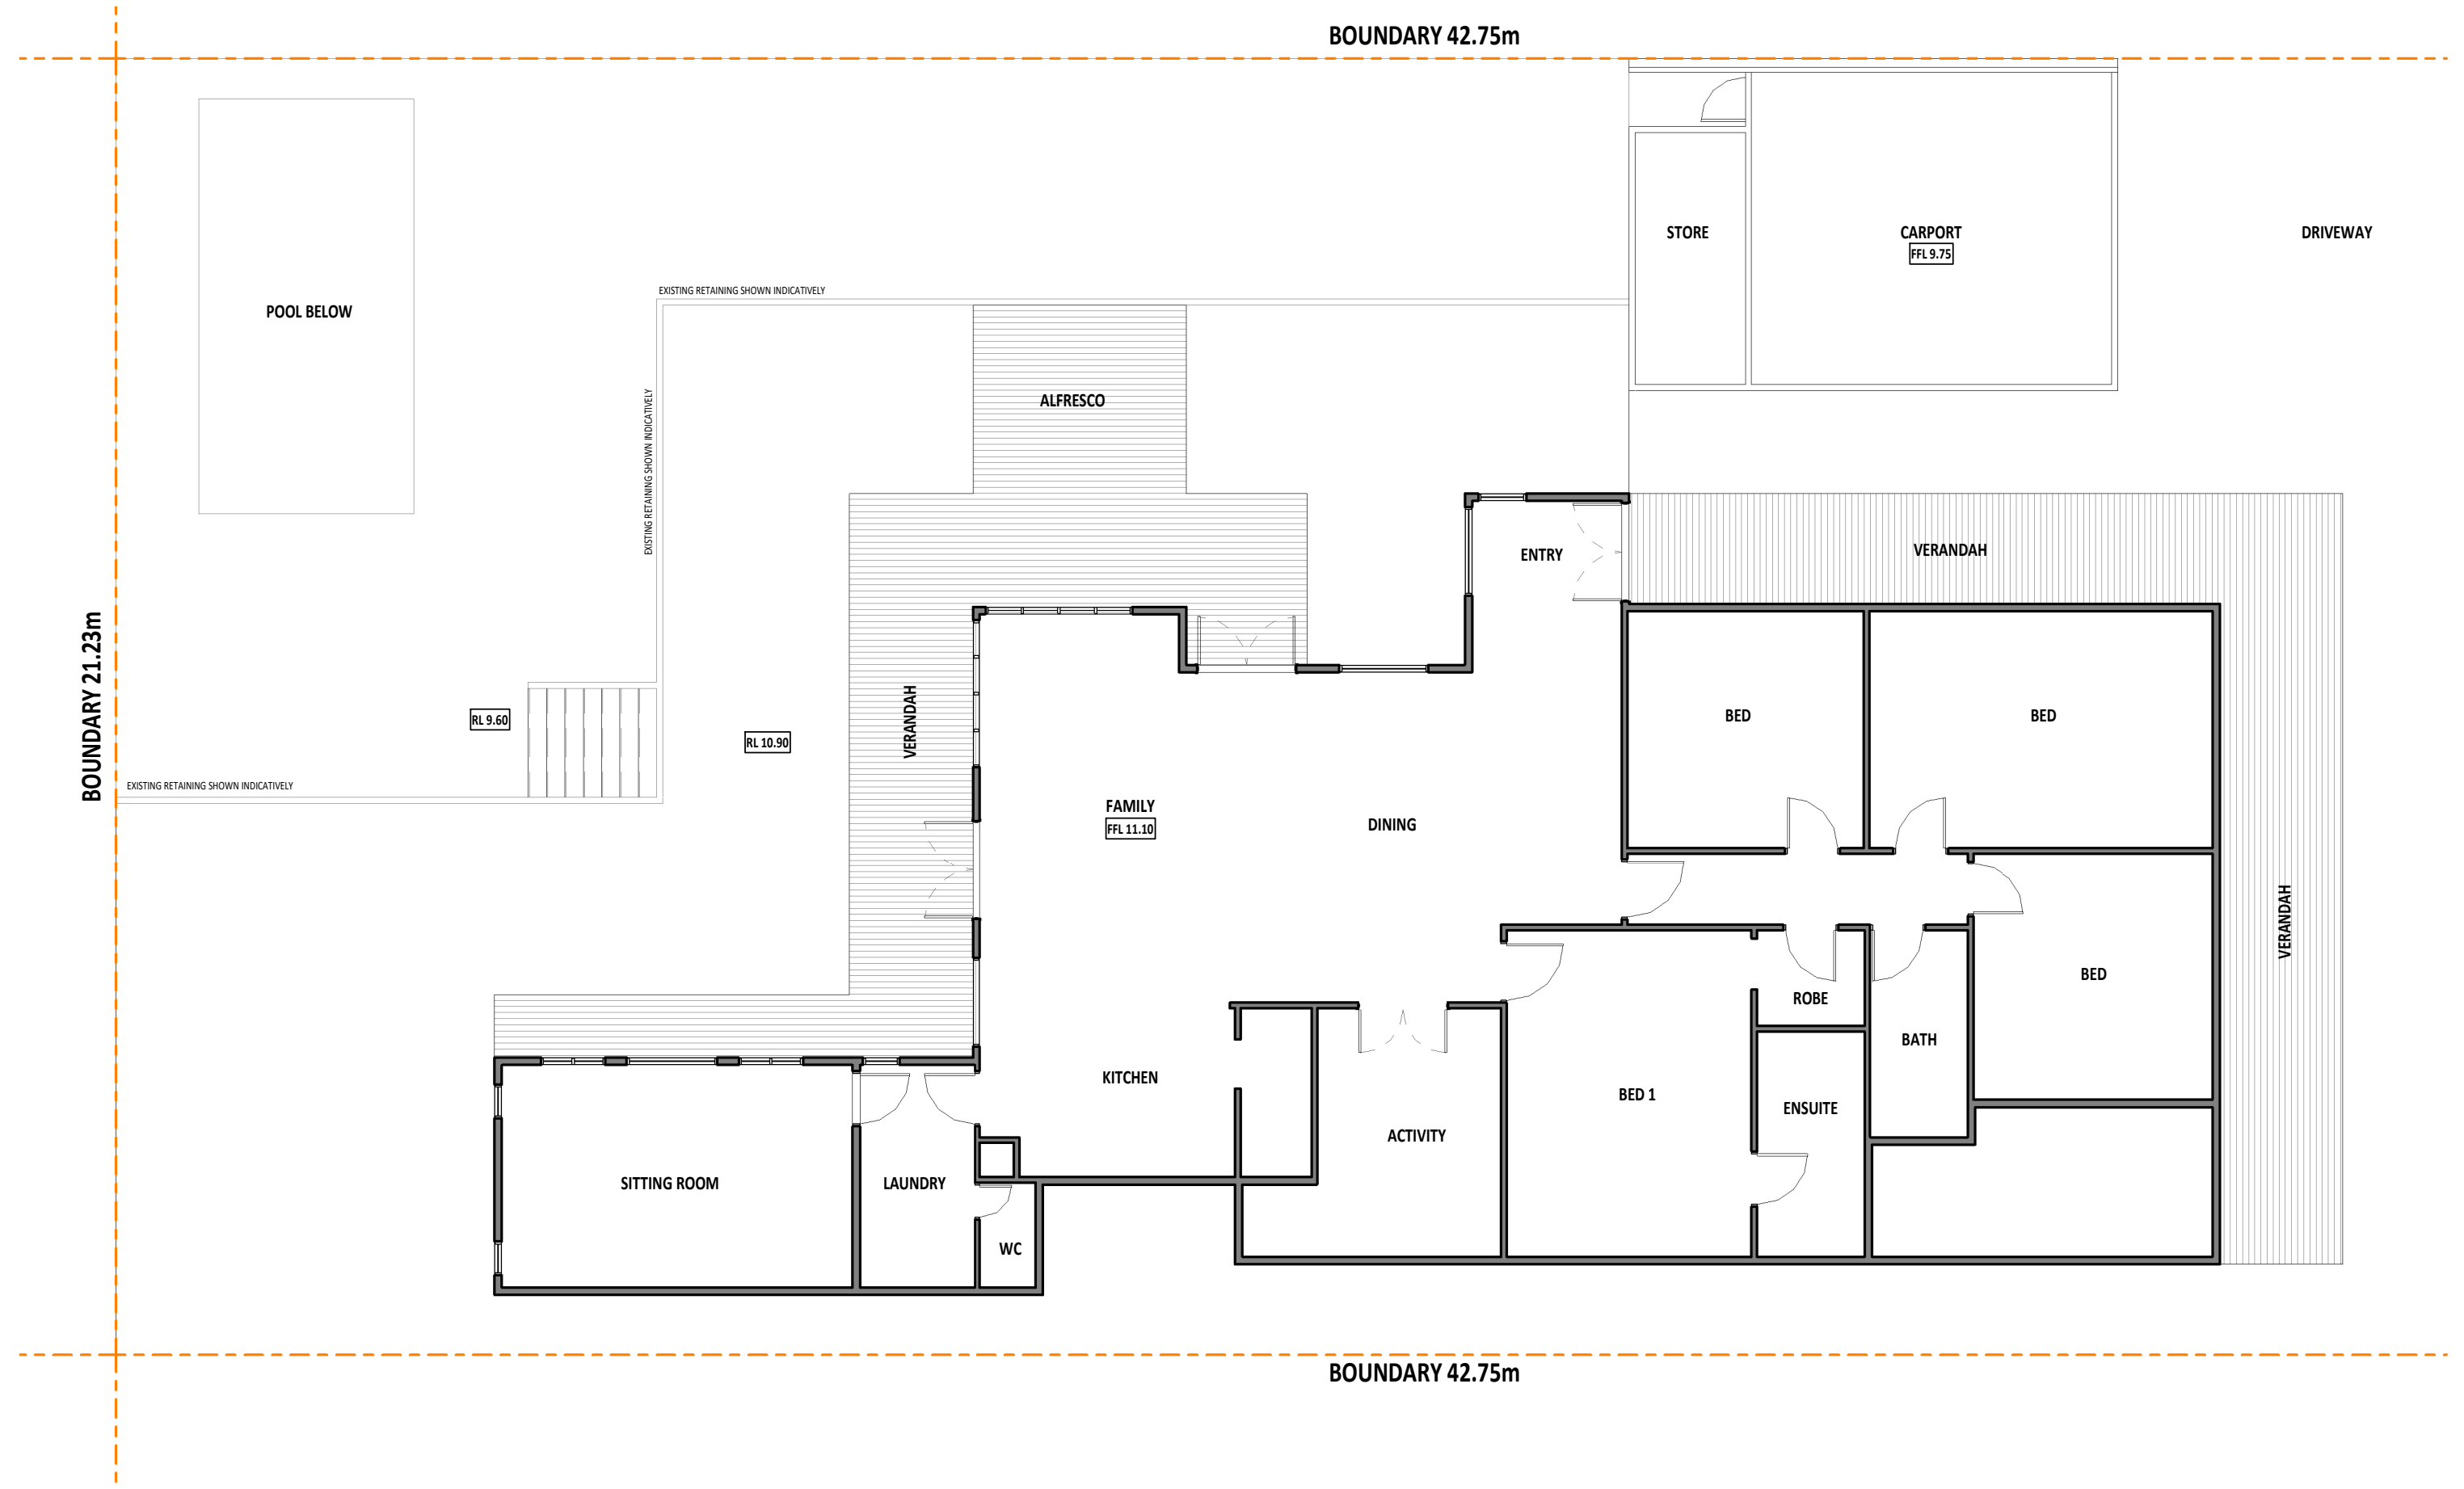 BOUNDARY 42.75m
STORE
CARPORT
FFL 9.75
DRIVEWAY
EXISTING RETAINING SHOWN INDICATIVELY
POOL BELOW
ALFRESCO
EXISTING RETAINING SHOWN INDICATIVELY
ENTRY
VERANDAH
BOUNDARY 21.23m
RL 9.60
RL 10.90
VERANDAH
BED
BED
EXISTING RETAINING SHOWN INDICATIVELY
FAMILY
FFL 11.10
DINING
VERANDAH
BED
ROBE
BATH
KITCHEN
BED 1
ENSUITE
ACTIVITY
SITTING ROOM
LAUNDRY
WC
BOUNDARY 42.75m